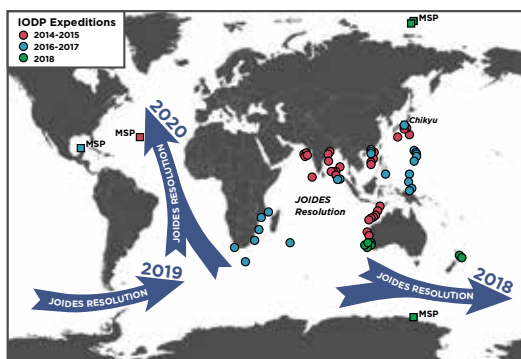 IODP Expeditions
2014-2015
2016-2017
2018
MSP
2020
Chikyu
MSP
MSP
JOIDES RESOLUTION
JOIDES
Resolution
2019
JOIDES RESOLUTION
2018
JOIDES RESOLUTION
MSP